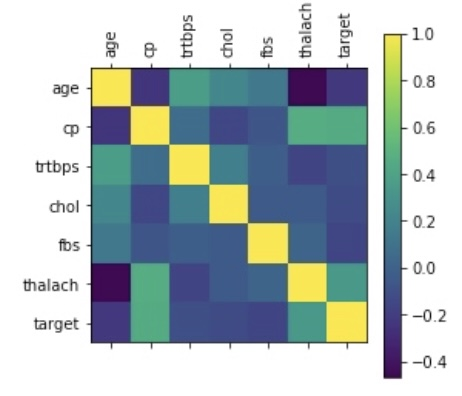 age cp trtbps chol fbs thalach target
age
cp
trtbps
chol
fbs
thalach
target
1.0
0.8
0.6
0.4
0.2
0.0
−0.2
−0.4